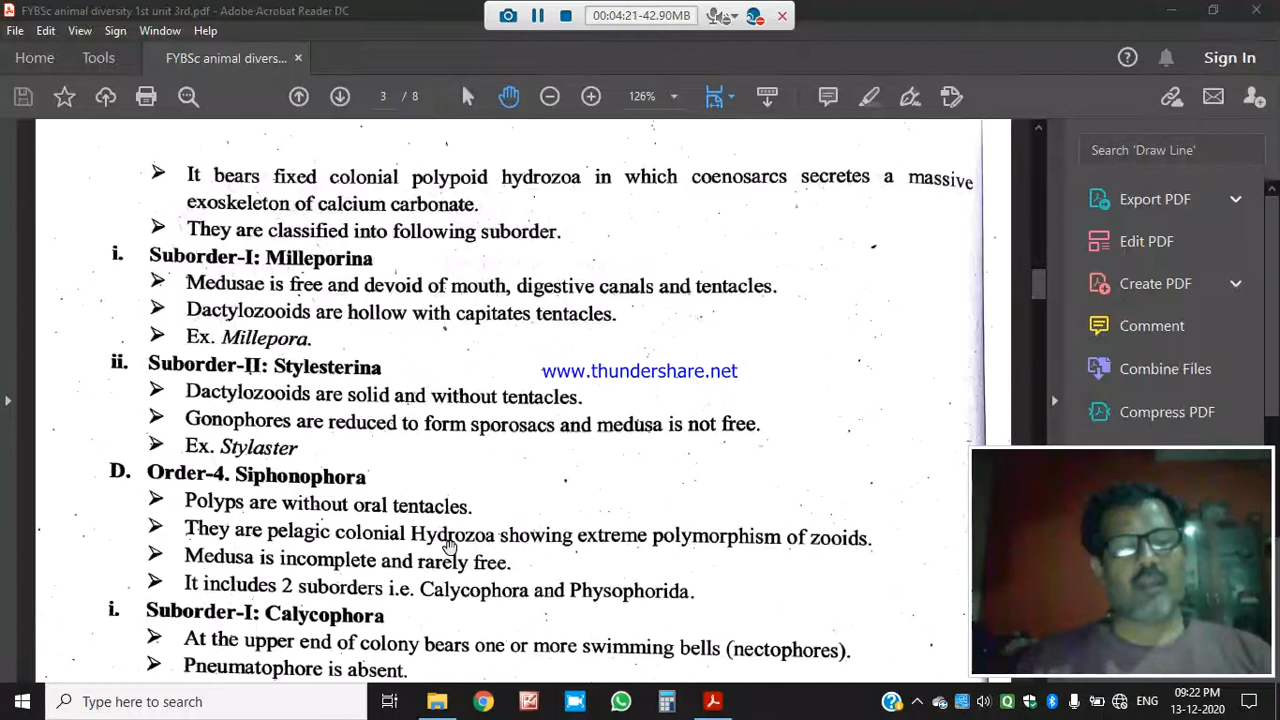 FYBSc animal diversity 1st unit 3rd.pdf - Adobe Acrobat Reader DC
00:04:21-42.90MB
File Edit View Sign Window Help
Home Tools FYBSc animal divers... Sign In
3 / 8 126%
Search 'Draw Line'
It bears fixed colonial polypoid hydrozoa in which coenosarcs secretes a massive
exoskeleton of calcium carbonate.
They are classified into following suborder.
i. Suborder-I: Milleporina
Medusae is free and devoid of mouth, digestive canals and tentacles.
Dactylozooids are hollow with capitates tentacles.
Ex. Millepora.
ii. Suborder-II: Stylesterina
www.thundershare.net
Dactylozooids are solid and without tentacles.
Gonophores are reduced to form sporosacs and medusa is not free.
Ex. Stylaster
D. Order-4. Siphonophora
Polyps are without oral tentacles.
They are pelagic colonial Hydrozoa showing extreme polymorphism of zooids.
Medusa is incomplete and rarely free.
It includes 2 suborders i.e. Calycophora and Physophorida.
i. Suborder-I: Calycophora
At the upper end of colony bears one or more swimming bells (nectophores).
Pneumatophore is absent.
Export PDF
Edit PDF
Create PDF
Comment
Combine Files
Compress PDF
Type here to search
ENG
09:22 PM
13-12-2020